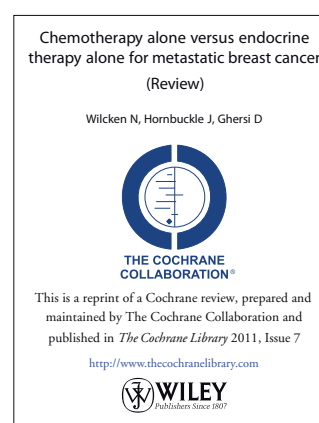 Chemotherapy alone versus endocrine
therapy alone for metastatic breast cancer
(Review)
Wilcken N, Hornbuckle J, Ghersi D
THE COCHRANE
COLLABORATION®
This is a reprint of a Cochrane review, prepared and
maintained by The Cochrane Collaboration and
published in The Cochrane Library 2011, Issue 7
http://www.thecochranelibrary.com
WILEY
Publishers Since 1807